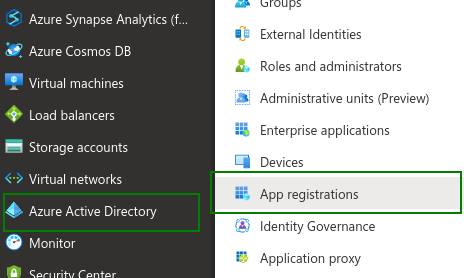 Azure Synapse Analytics (f...
Azure Cosmos DB
Virtual machines
Load balancers
Storage accounts
Virtual networks
Azure Active Directory
Monitor
Security Center
Groups
External Identities
Roles and administrators
Administrative units (Preview)
Enterprise applications
Devices
App registrations
Identity Governance
Application proxy